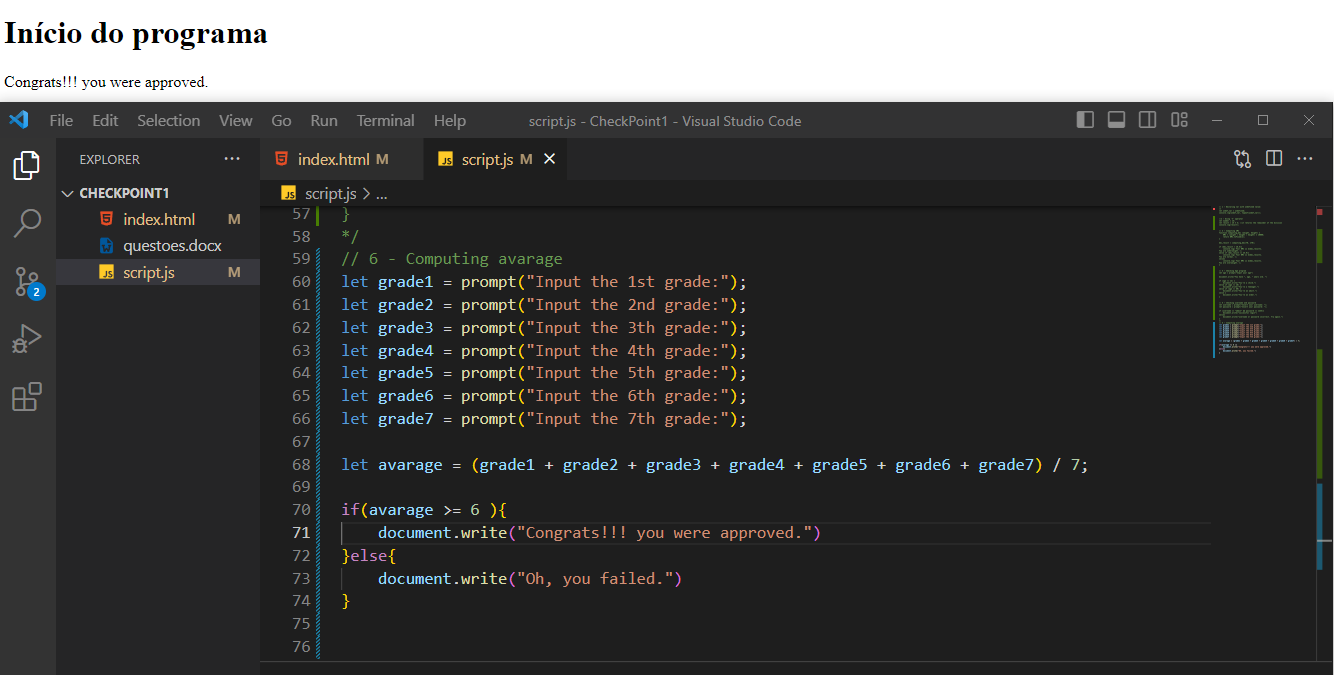 Início do programa
Congrats!!! you were approved.
File Edit Selection View Go Run Terminal Help script.js - CheckPoint1 - Visual Studio Code
EXPLORER
index.html M script.js M
CHECKPOINT1
script.js > ...
index.html M
questoes.docx
script.js M
2
57 }
58 */
59 // 6 - Computing avarage
60 let grade1 = prompt("Input the 1st grade:");
61 let grade2 = prompt("Input the 2nd grade:");
62 let grade3 = prompt("Input the 3th grade:");
63 let grade4 = prompt("Input the 4th grade:");
64 let grade5 = prompt("Input the 5th grade:");
65 let grade6 = prompt("Input the 6th grade:");
66 let grade7 = prompt("Input the 7th grade:");
67
68 let avarage = (grade1 + grade2 + grade3 + grade4 + grade5 + grade6 + grade7) / 7;
69
70 if(avarage >= 6 ){
71 document.write("Congrats!!! you were approved.")
72 }else{
73 document.write("Oh, you failed.")
74 }
75
76